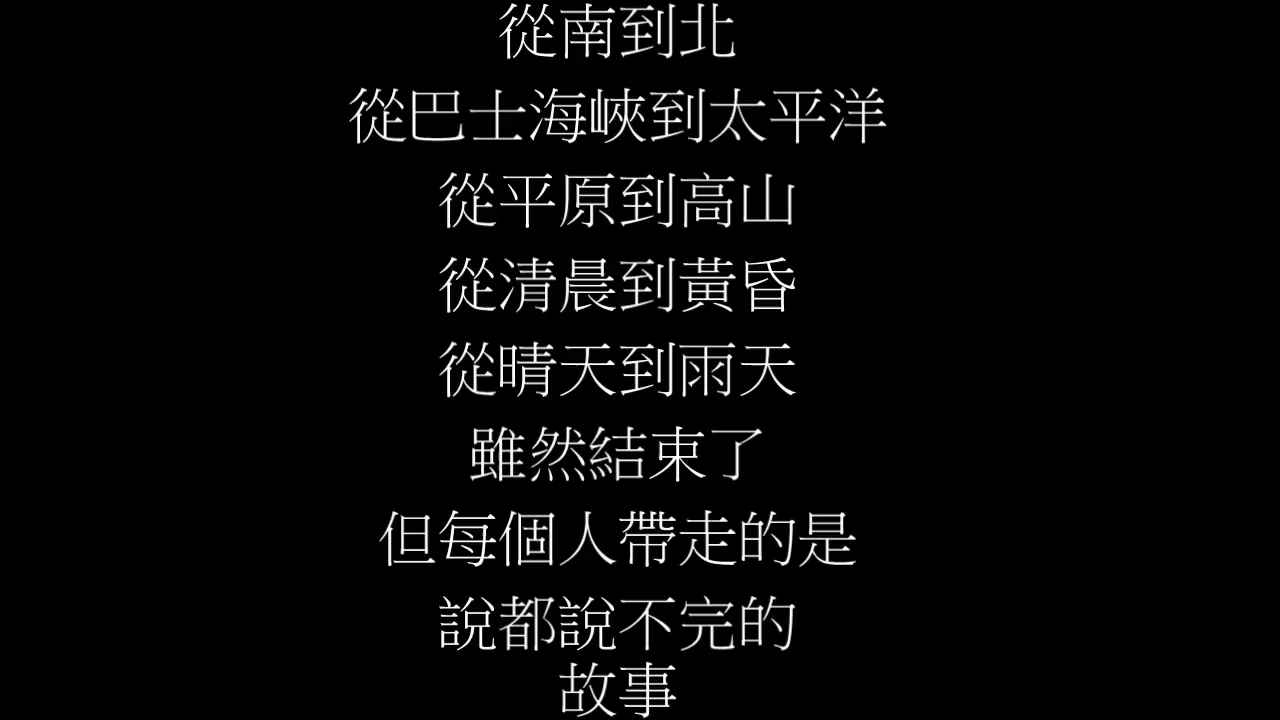 從南到北
從巴士海峽到太平洋
從平原到高山
從清晨到黃昏
從晴天到雨天
雖然結束了
但每個人帶走的是
說都說不完的
故事